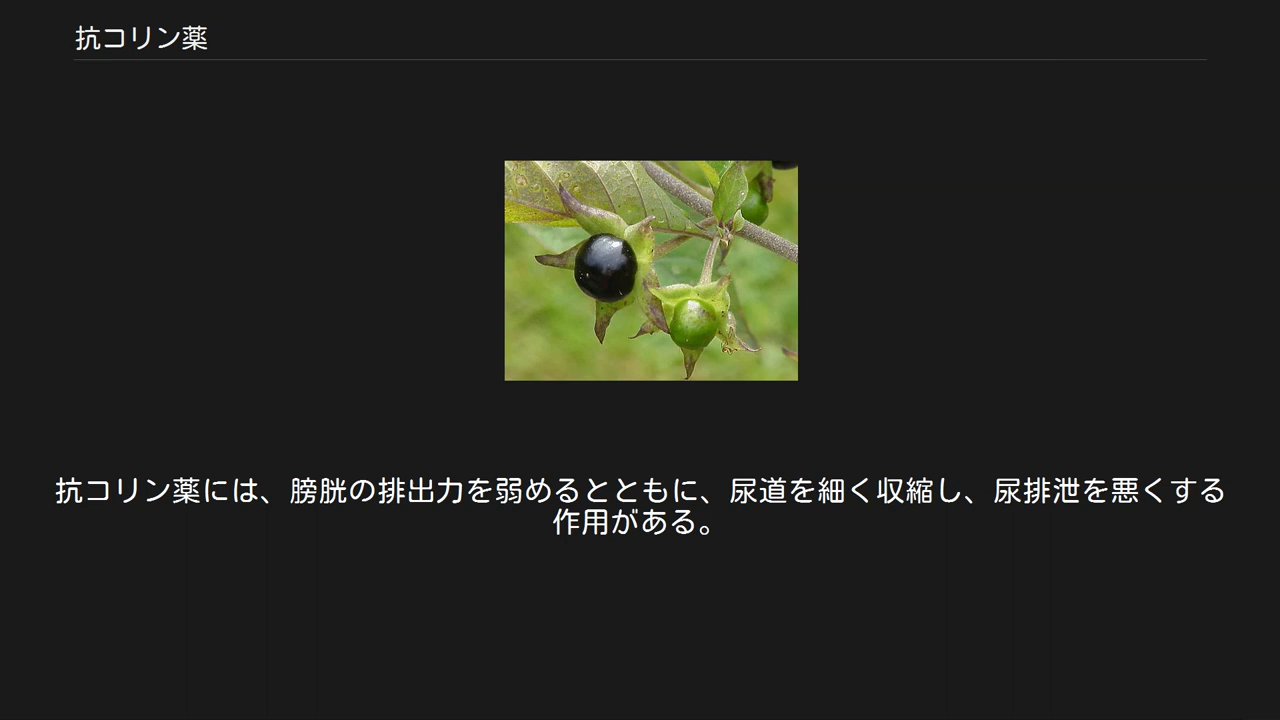 抗コリン薬
抗コリン薬には、膀胱の排出力を弱めるとともに、尿道を細く収縮し、尿排泄を悪くする
作用がある。